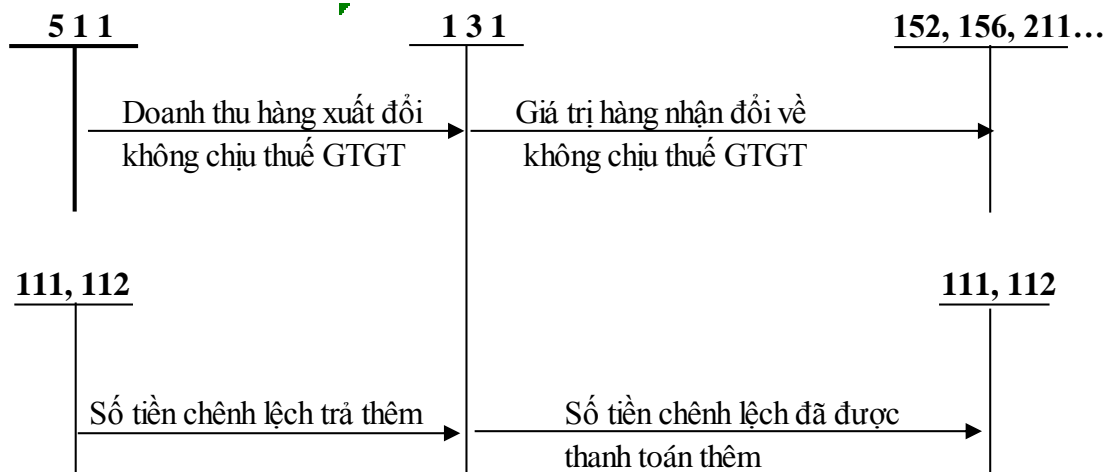 5 1 1
1 3 1
152, 156, 211…
Doanh thu hàng xuất đổi
không chịu thuế GTGT
Giá trị hàng nhận đổi về
không chịu thuế GTGT
111, 112
111, 112
Số tiền chênh lệch trả thêm
Số tiền chênh lệch đã được
thanh toán thêm